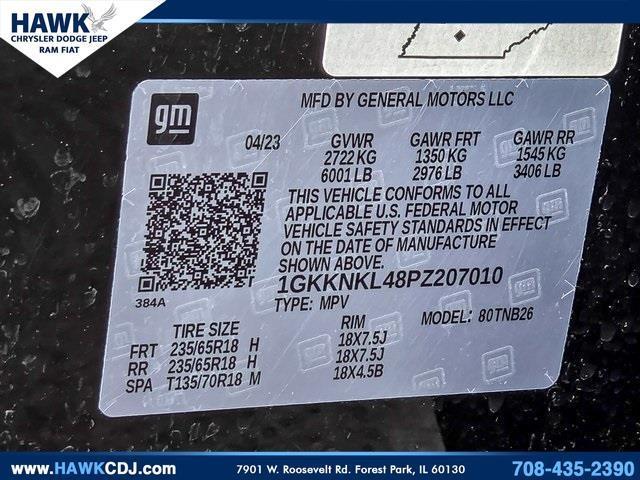 HAWK
CHRYSLER DODGE JEEP
RAM FIAT
gm
MFD BY GENERAL MOTORS LLC
04/23 GVWR GAWR FRT GAWR RR
2722 KG 1350 KG 1545 KG
6001 LB 2976 LB 3406 LB
THIS VEHICLE CONFORMS TO ALL
APPLICABLE U.S. FEDERAL MOTOR
VEHICLE SAFETY STANDARDS IN EFFECT
ON THE DATE OF MANUFACTURE
SHOWN ABOVE.
1GKKNKL48PZ207010
384A
TYPE: MPV MODEL: 80TNB26
TIRE SIZE RIM
FRT 235/65R18 H 18X7.5J
RR 235/65R18 H 18X7.5J
SPA T135/70R18 M 18X4.5B
www.HAWKCDJ.com 7901 W. Roosevelt Rd. Forest Park, IL 60130 708-435-2390